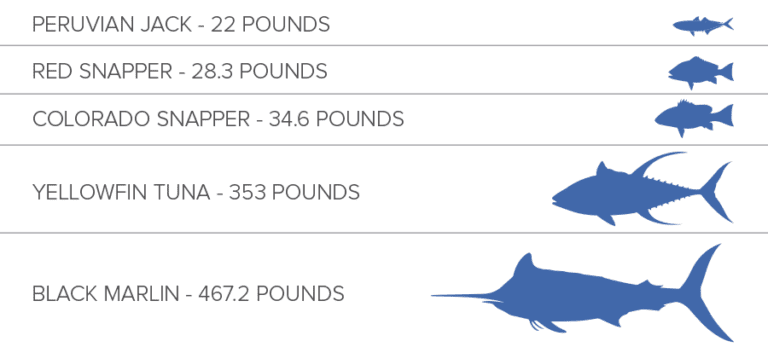 PERUVIAN JACK - 22 POUNDS
RED SNAPPER - 28.3 POUNDS
COLORADO SNAPPER - 34.6 POUNDS
YELLOWFIN TUNA - 353 POUNDS
BLACK MARLIN - 467.2 POUNDS